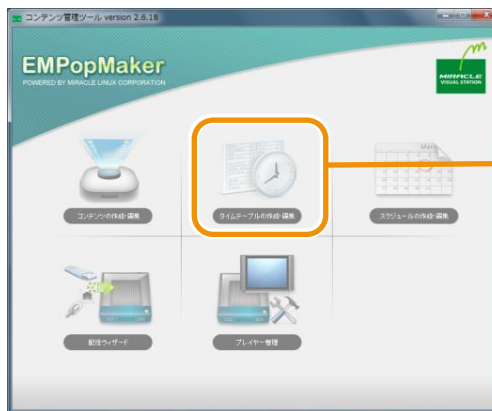 コンテンツ管理ツール version 2.6.18
EMPopMaker
POWERED BY MIRACLE LINUX CORPORATION
MIRACLE
VISUAL STATION
コンテンツの作成・編集
タイムテーブルの作成・編集
スケジュールの作成・編集
配信ウィザード
プレイヤー管理